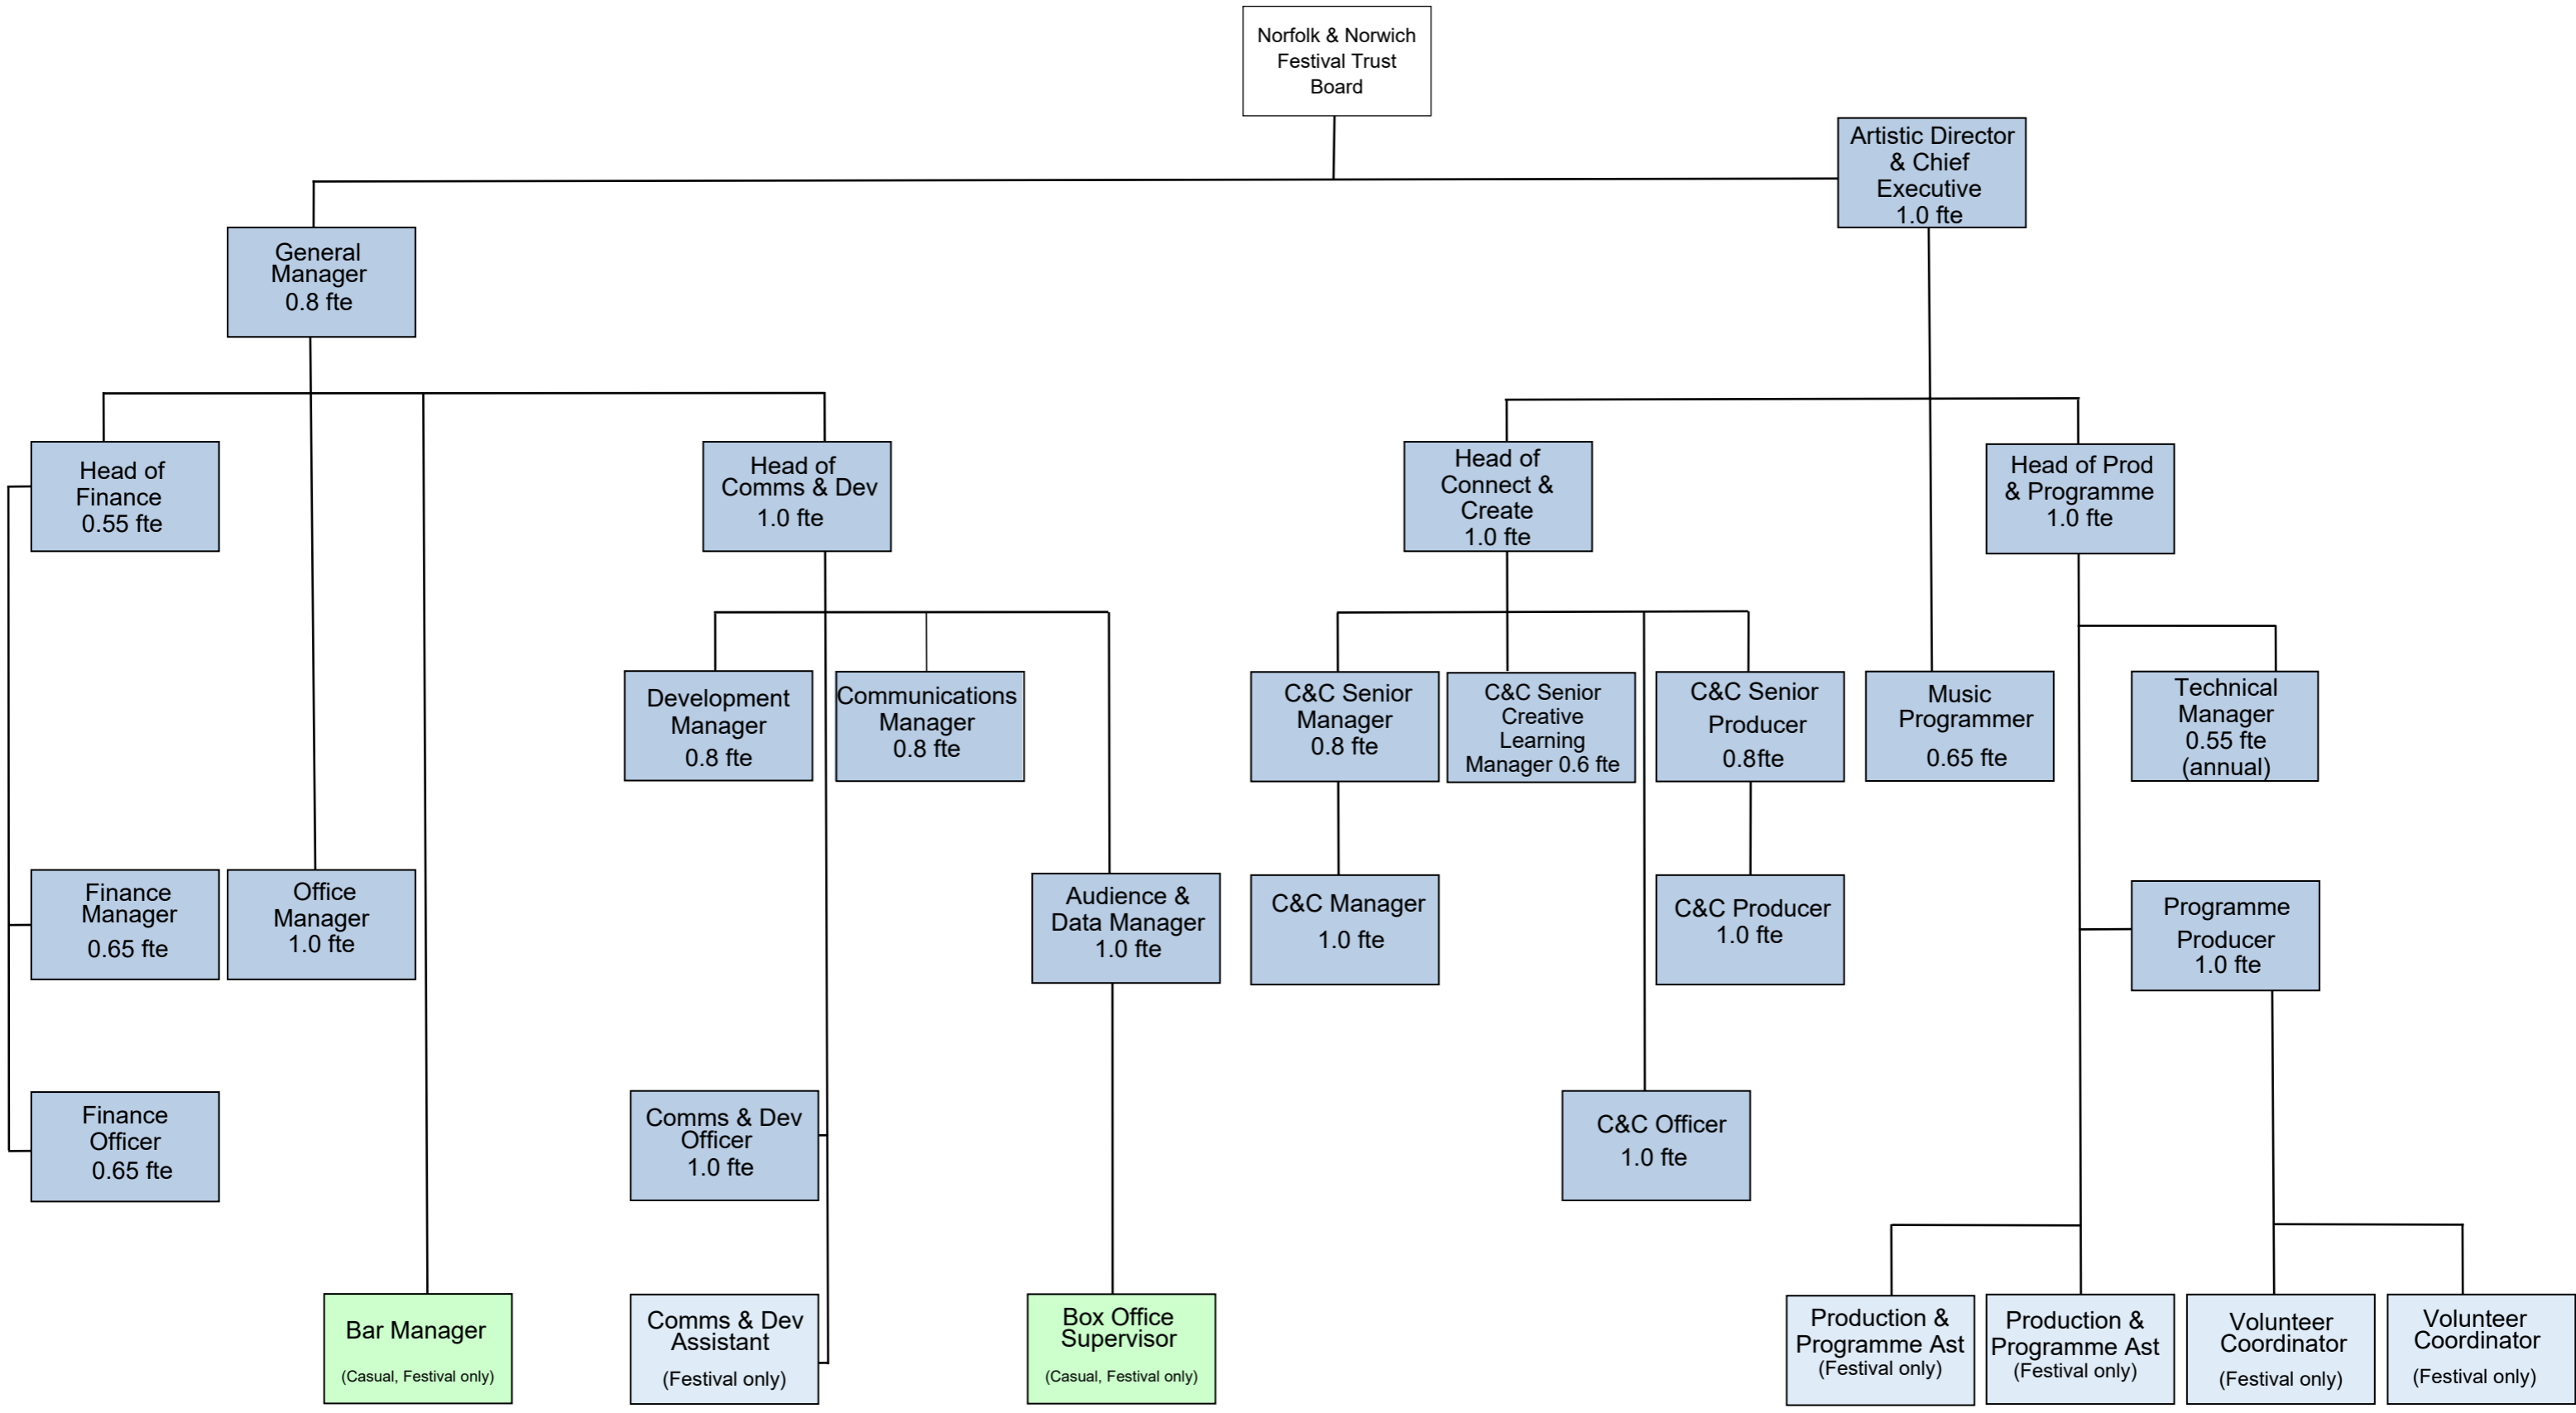 Norfolk & Norwich
Festival Trust
Board
Artistic Director
& Chief
Executive
1.0 fte
General
Manager
0.8 fte
Head of
Finance
0.55 fte
Head of
Comms & Dev
1.0 fte
Head of
Connect &
Create
1.0 fte
Head of Prod
& Programme
1.0 fte
Development
Manager
0.8 fte
Communications
Manager
0.8 fte
C&C Senior
Manager
0.8 fte
C&C Senior
Creative
Learning
Manager 0.6 fte
C&C Senior
Producer
0.8fte
Music
Programmer
0.65 fte
Technical
Manager
0.55 fte
(annual)
Finance
Manager
0.65 fte
Office
Manager
1.0 fte
Audience &
Data Manager
1.0 fte
C&C Manager
1.0 fte
C&C Producer
1.0 fte
Programme
Producer
1.0 fte
Finance
Officer
0.65 fte
Comms & Dev
Officer
1.0 fte
C&C Officer
1.0 fte
Bar Manager
(Casual, Festival only)
Comms & Dev
Assistant
(Festival only)
Box Office
Supervisor
(Casual, Festival only)
Production &
Programme Ast
(Festival only)
Production &
Programme Ast
(Festival only)
Volunteer
Coordinator
(Festival only)
Volunteer
Coordinator
(Festival only)